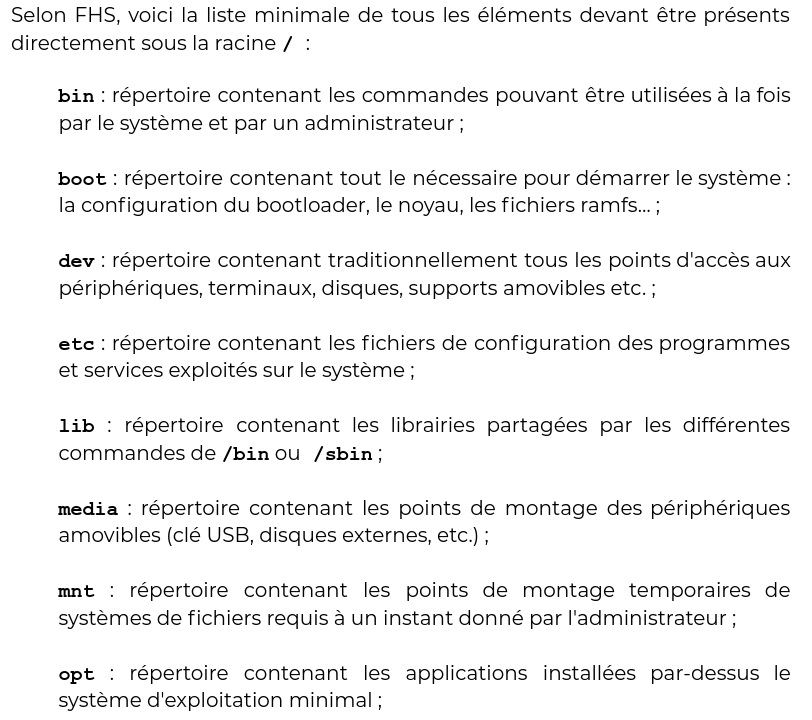 Selon FHS, voici la liste minimale de tous les éléments devant être présents
directement sous la racine / :
bin : répertoire contenant les commandes pouvant être utilisées à la fois
par le système et par un administrateur ;
boot : répertoire contenant tout le nécessaire pour démarrer le système :
la configuration du bootloader, le noyau, les fichiers ramfs... ;
dev : répertoire contenant traditionnellement tous les points d'accès aux
périphériques, terminaux, disques, supports amovibles etc. ;
etc : répertoire contenant les fichiers de configuration des programmes
et services exploités sur le système ;
lib : répertoire contenant les librairies partagées par les différentes
commandes de /bin ou /sbin ;
media : répertoire contenant les points de montage des périphériques
amovibles (clé USB, disques externes, etc.) ;
mnt : répertoire contenant les points de montage temporaires de
systèmes de fichiers requis à un instant donné par l'administrateur ;
opt : répertoire contenant les applications installées par-dessus le
système d'exploitation minimal ;